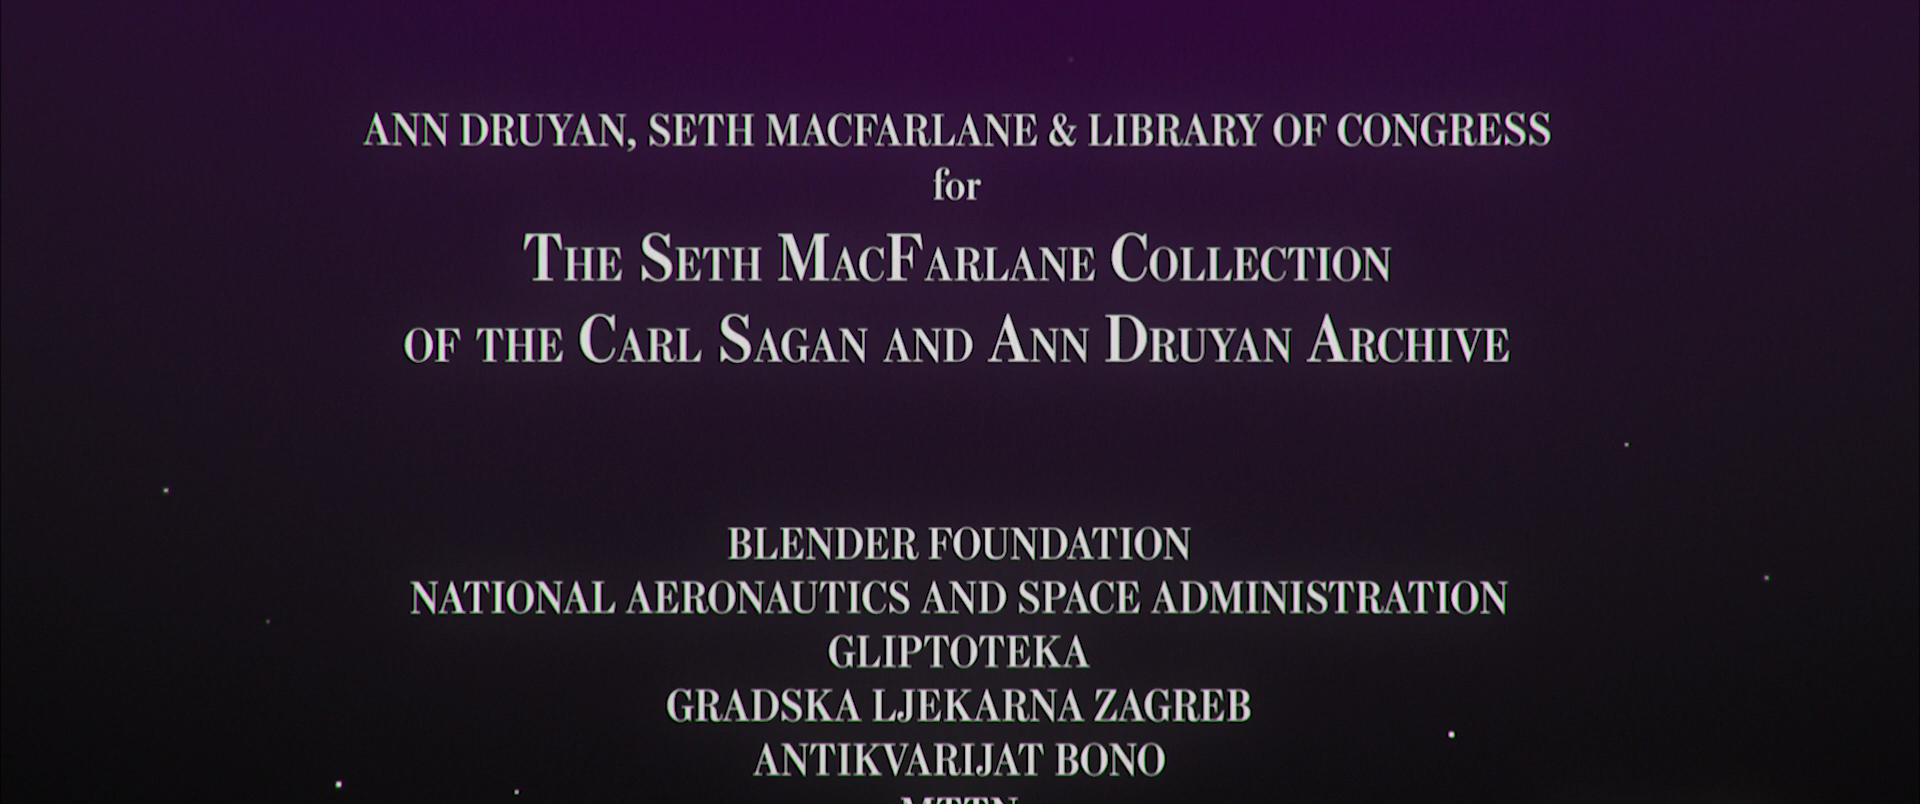 ANN DRUYAN, SETH MACFARLANE & LIBRARY OF CONGRESS
for
THE SETH MACFARLANE COLLECTION
OF THE CARL SAGAN AND ANN DRUYAN ARCHIVE
BLENDER FOUNDATION
NATIONAL AERONAUTICS AND SPACE ADMINISTRATION
GLIPTOTEKA
GRADSKA LJEKARNA ZAGREB
ANTIKVARIJAT BONO